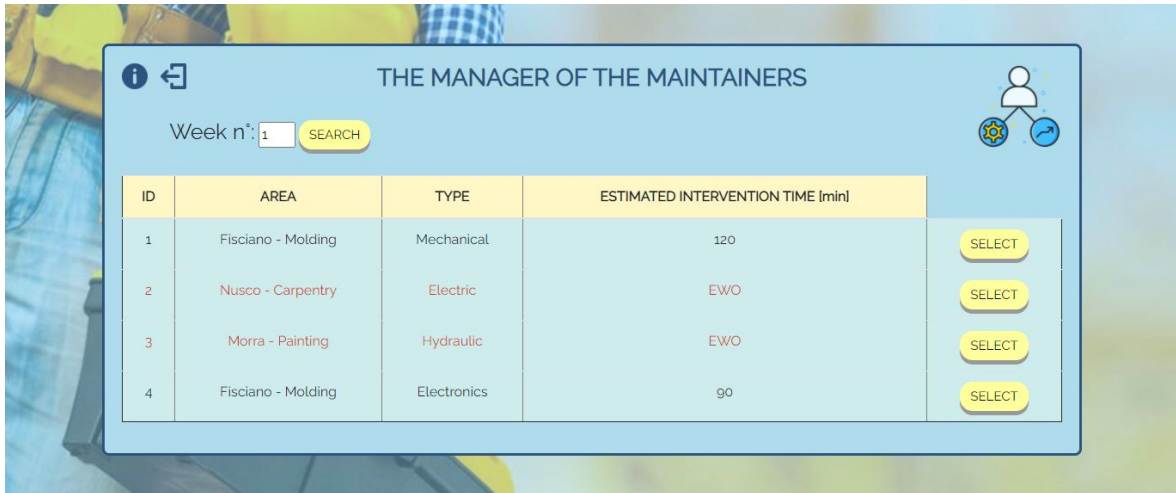 THE MANAGER OF THE MAINTAINERS
Week n°: 1 SEARCH
ID AREA TYPE ESTIMATED INTERVENTION TIME [min]
1 Fisciano - Molding Mechanical 120 SELECT
2 Nusco - Carpentry Electric EWO SELECT
3 Morra - Painting Hydraulic EWO SELECT
4 Fisciano - Molding Electronics 90 SELECT